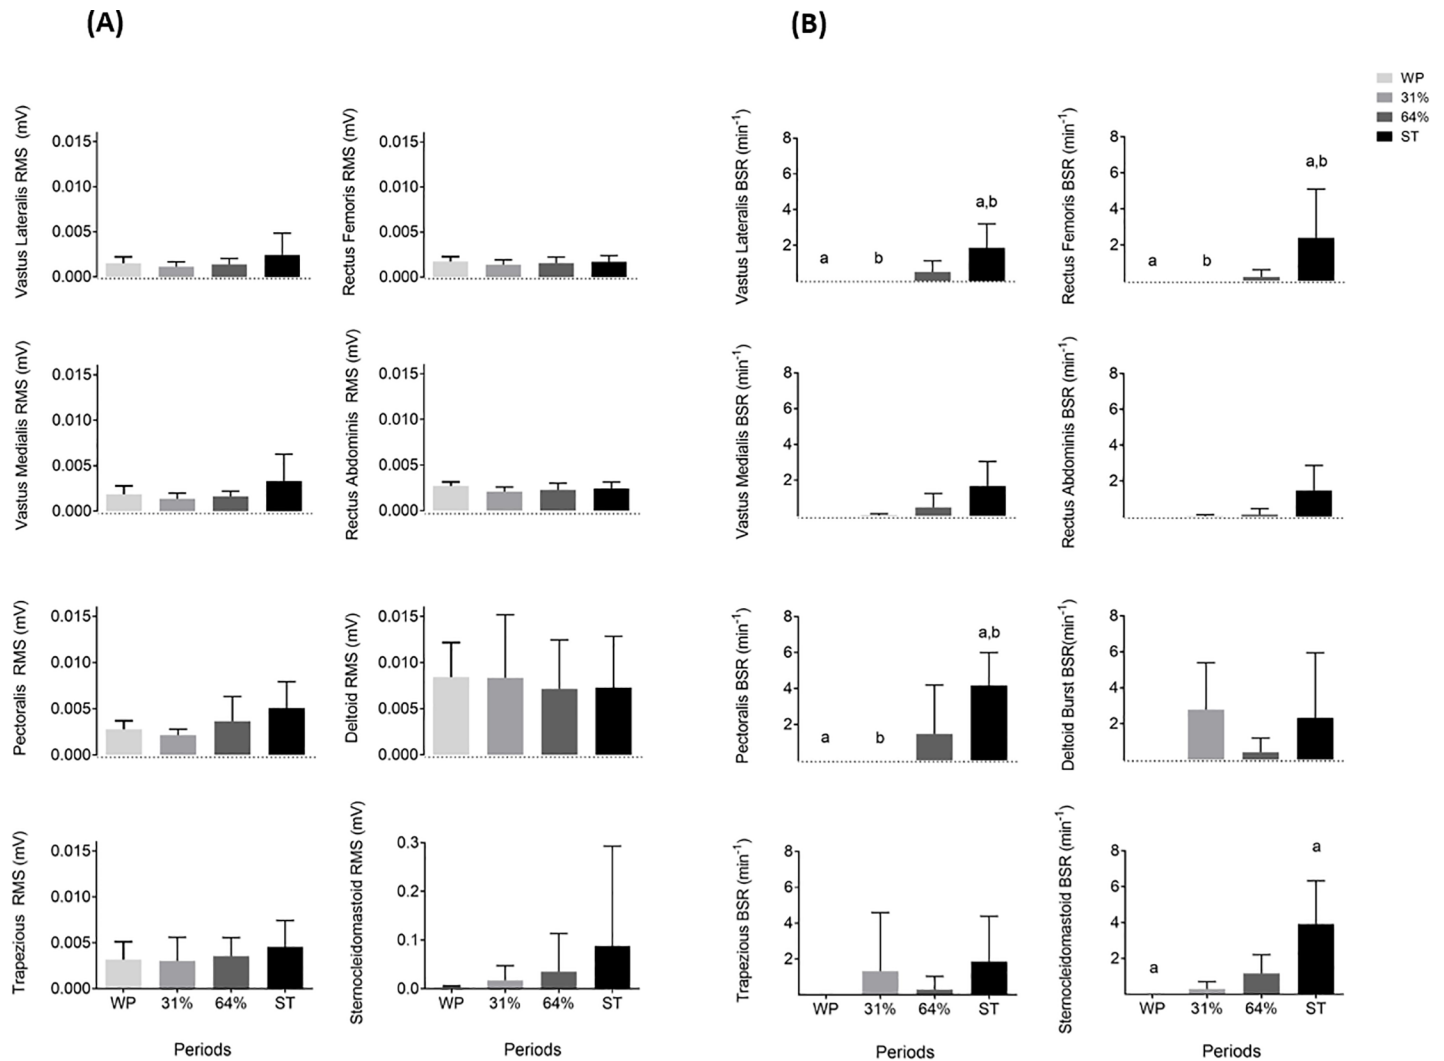 (A)
(B)
WP
31%
64%
ST
Vastus Lateralis RMS (mV)
0.015
0.010
0.005
0.000
Rectus Femoris RMS (mV)
0.015
0.010
0.005
0.000
Vastus Lateralis BSR (min-1)
8
6
4
2
a
b
a,b
Rectus Femoris BSR (min-1)
8
6
4
2
a
b
a,b
Vastus Medialis RMS (mV)
0.015
0.010
0.005
0.000
Rectus Abdominis RMS (mV)
0.015
0.010
0.005
0.000
Vastus Medialis BSR (min-1)
8
6
4
2
Rectus Abdominis BSR (min-1)
8
6
4
2
Pectoralis RMS (mV)
0.015
0.010
0.005
0.000
Deltoid RMS (mV)
0.015
0.010
0.005
0.000
Pectoralis BSR (min-1)
8
6
4
2
a
b
a,b
Deltoid Burst BSR(min-1)
8
6
4
2
Trapezious RMS (mV)
0.015
0.010
0.005
0.000
WP 31% 64% ST
Periods
Sternocleidomastoid RMS (mV)
0.3
0.2
0.1
0.0
WP 31% 64% ST
Periods
Trapezious BSR (min-1)
8
6
4
2
WP 31% 64% ST
Periods
Sternocleidomastoid BSR (min-1)
8
6
4
2
a
a
WP 31% 64% ST
Periods